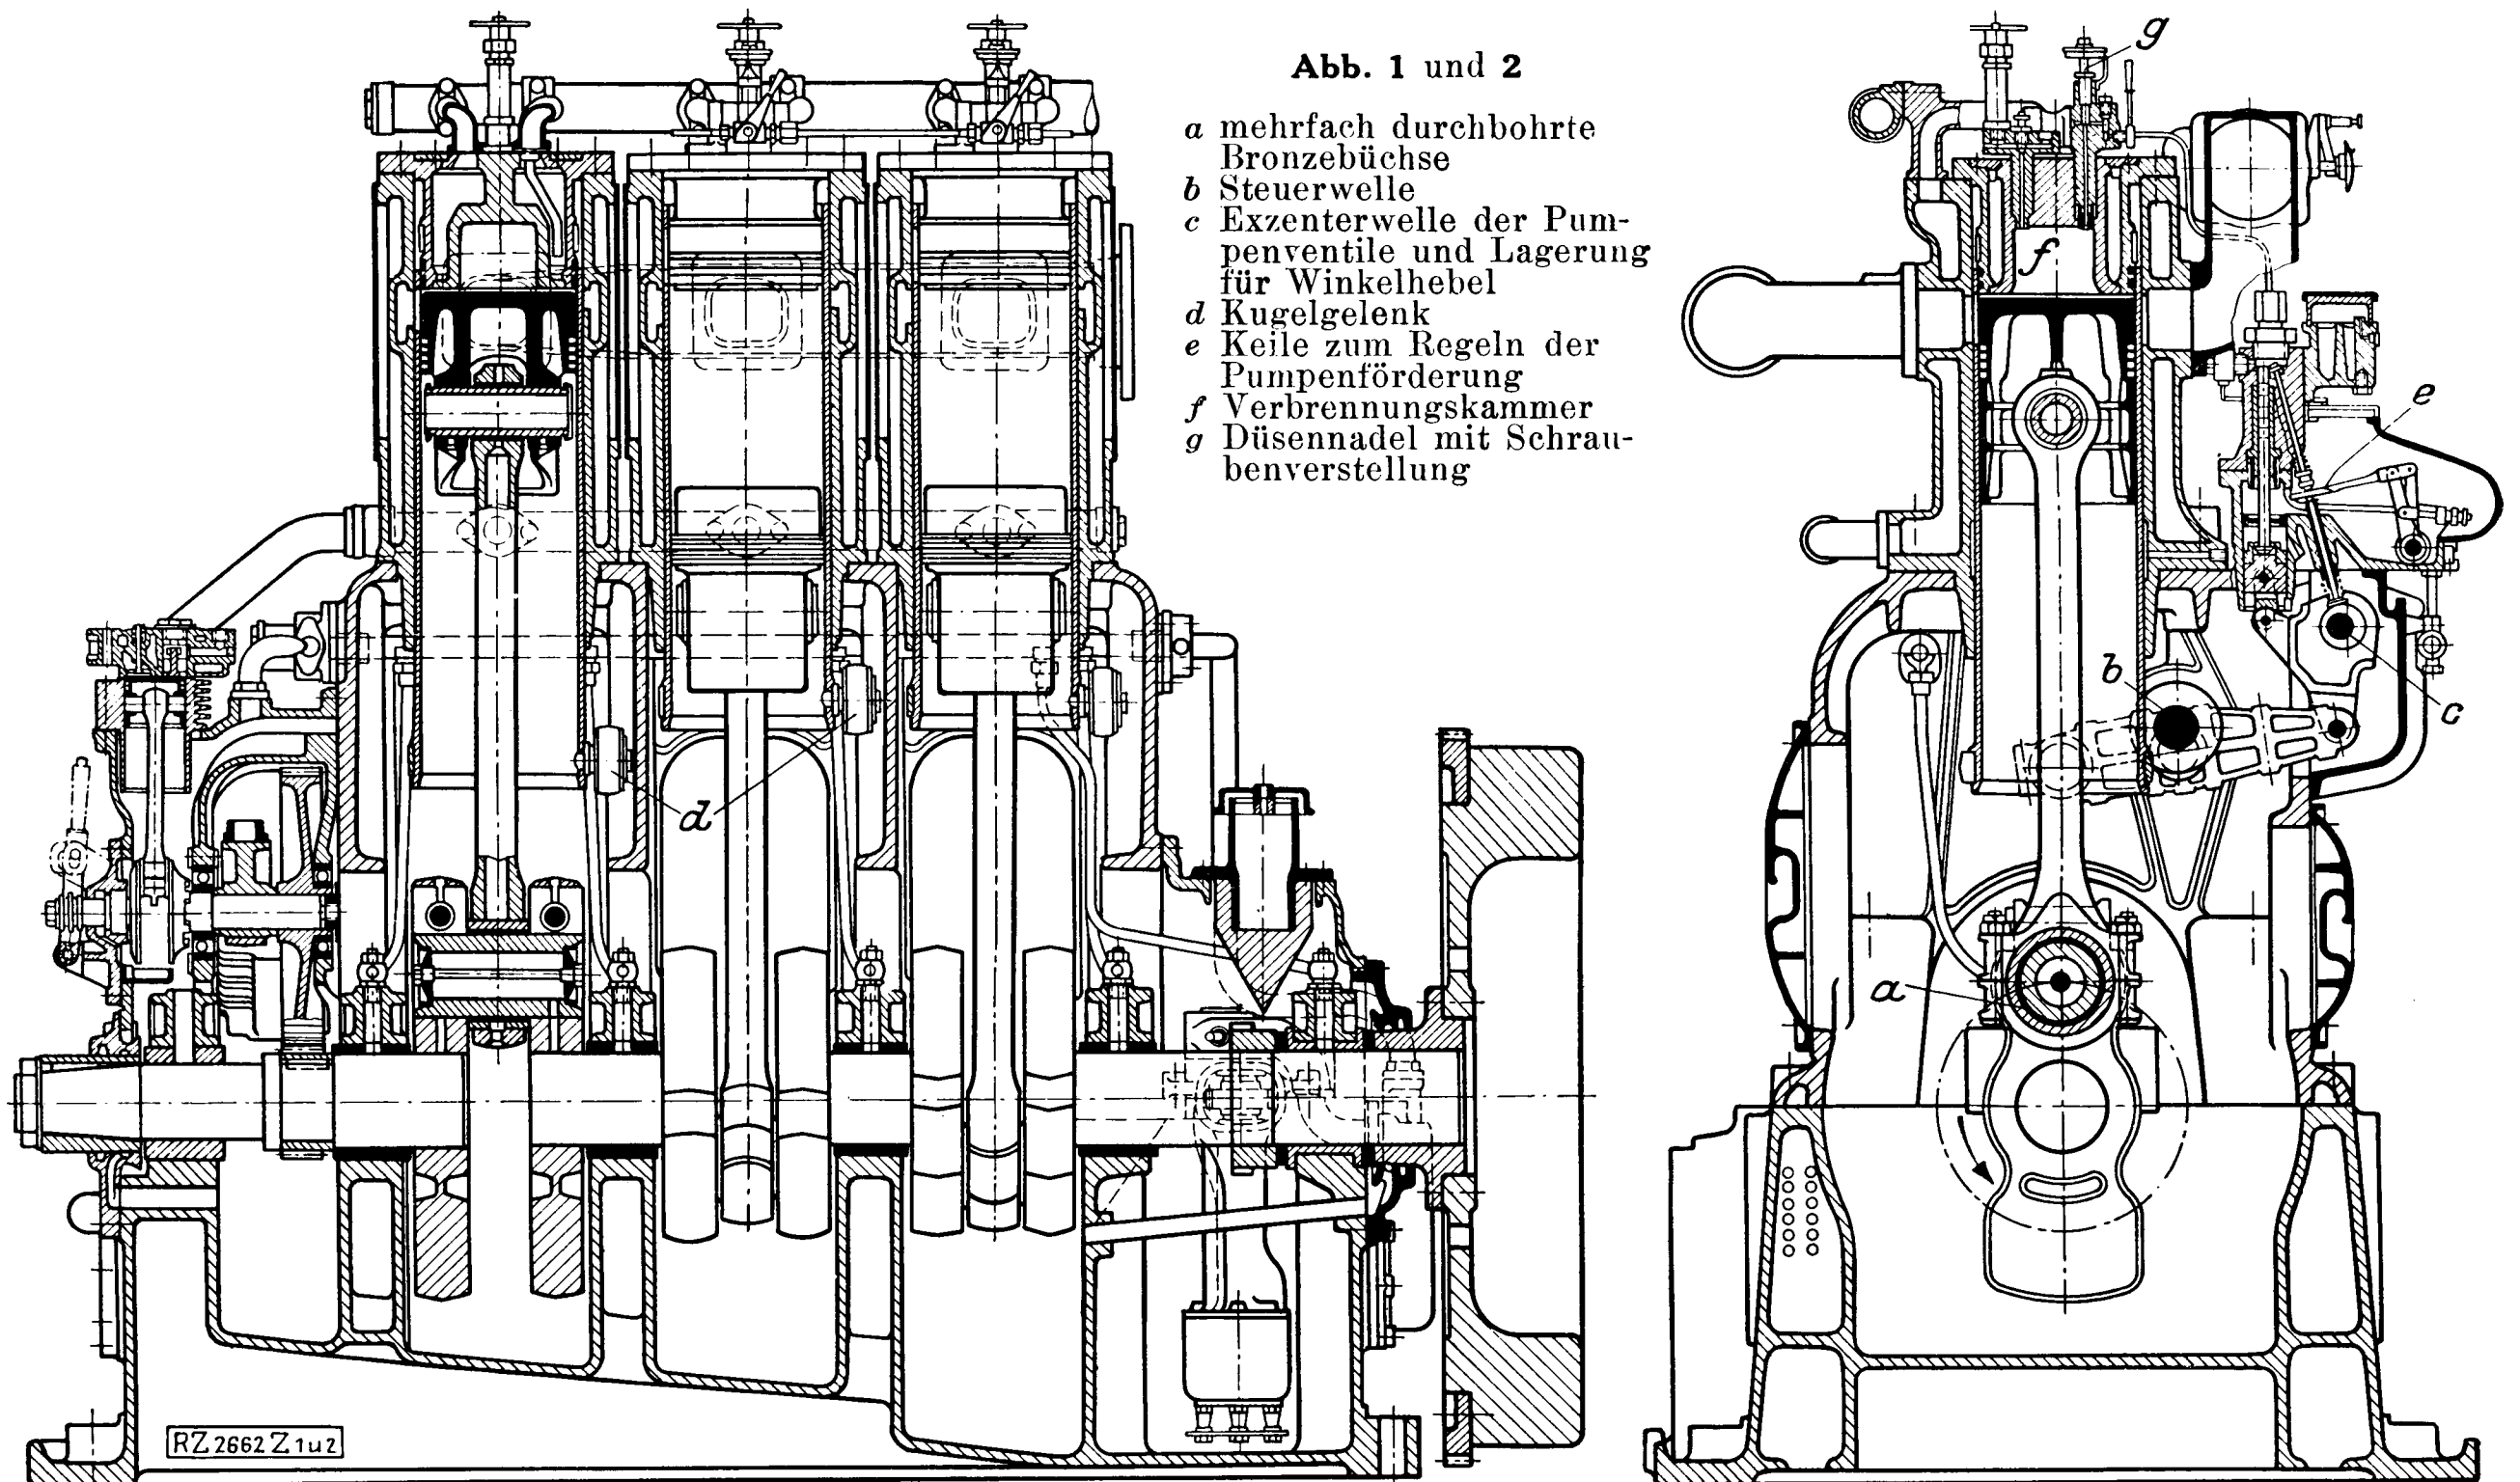 Abb. 1 und 2
a mehrfach durchbohrte
Bronzebüchse
b Steuerwelle
c Exzenterwelle der Pum-
penventile und Lagerung
für Winkelhebel
d Kugelgelenk
e Keile zum Regeln der
Pumpenförderung
f Verbrennungskammer
g Düsennadel mit Schrau-
benverstellung
g
f
e
b
c
d
a
RZ 2662 Z 1 u 2